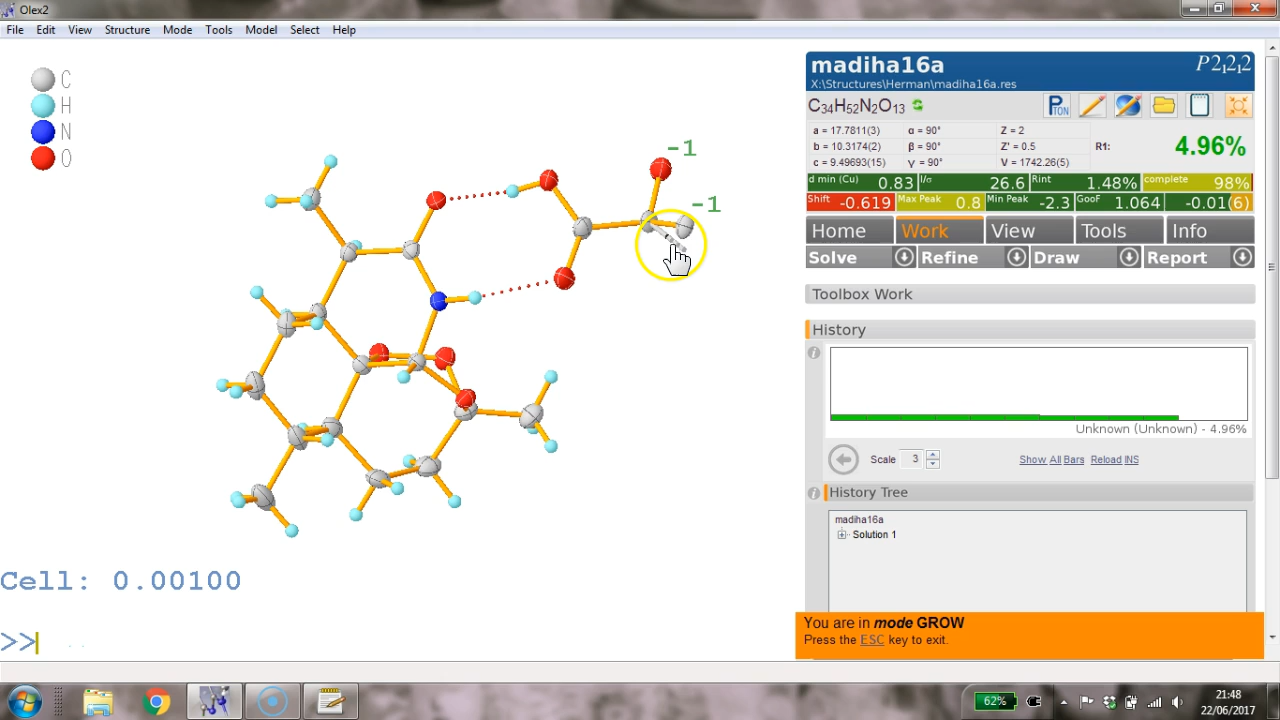 Olex2
File Edit View Structure Mode Tools Model Select Help
C
H
N
O
-1
-1
Cell: 0.00100
>>
madiha16a
P2₁2₁2
X:\Structures\Herman\madiha16a.res
C₃₄H₅₂N₂O₁₃
PTON
a = 17.7811(3) α = 90° Z = 2
b = 10.3174(2) β = 90° Z' = 0.5 R1: 4.96%
c = 9.49693(15) γ = 90° V = 1742.26(5)
d min (Cu) 0.83 I/σ 26.6 Rint 1.48% complete 98%
Shift -0.619 Max Peak 0.8 Min Peak -2.3 GooF 1.064 -0.01(6)
Home Work View Tools Info
Solve Refine Draw Report
Toolbox Work
History
Unknown (Unknown) - 4.96%
Scale 3 Show All Bars Reload INS
History Tree
madiha16a
Solution 1
You are in mode GROW
Press the ESC key to exit.
62%
21:48
22/06/2017